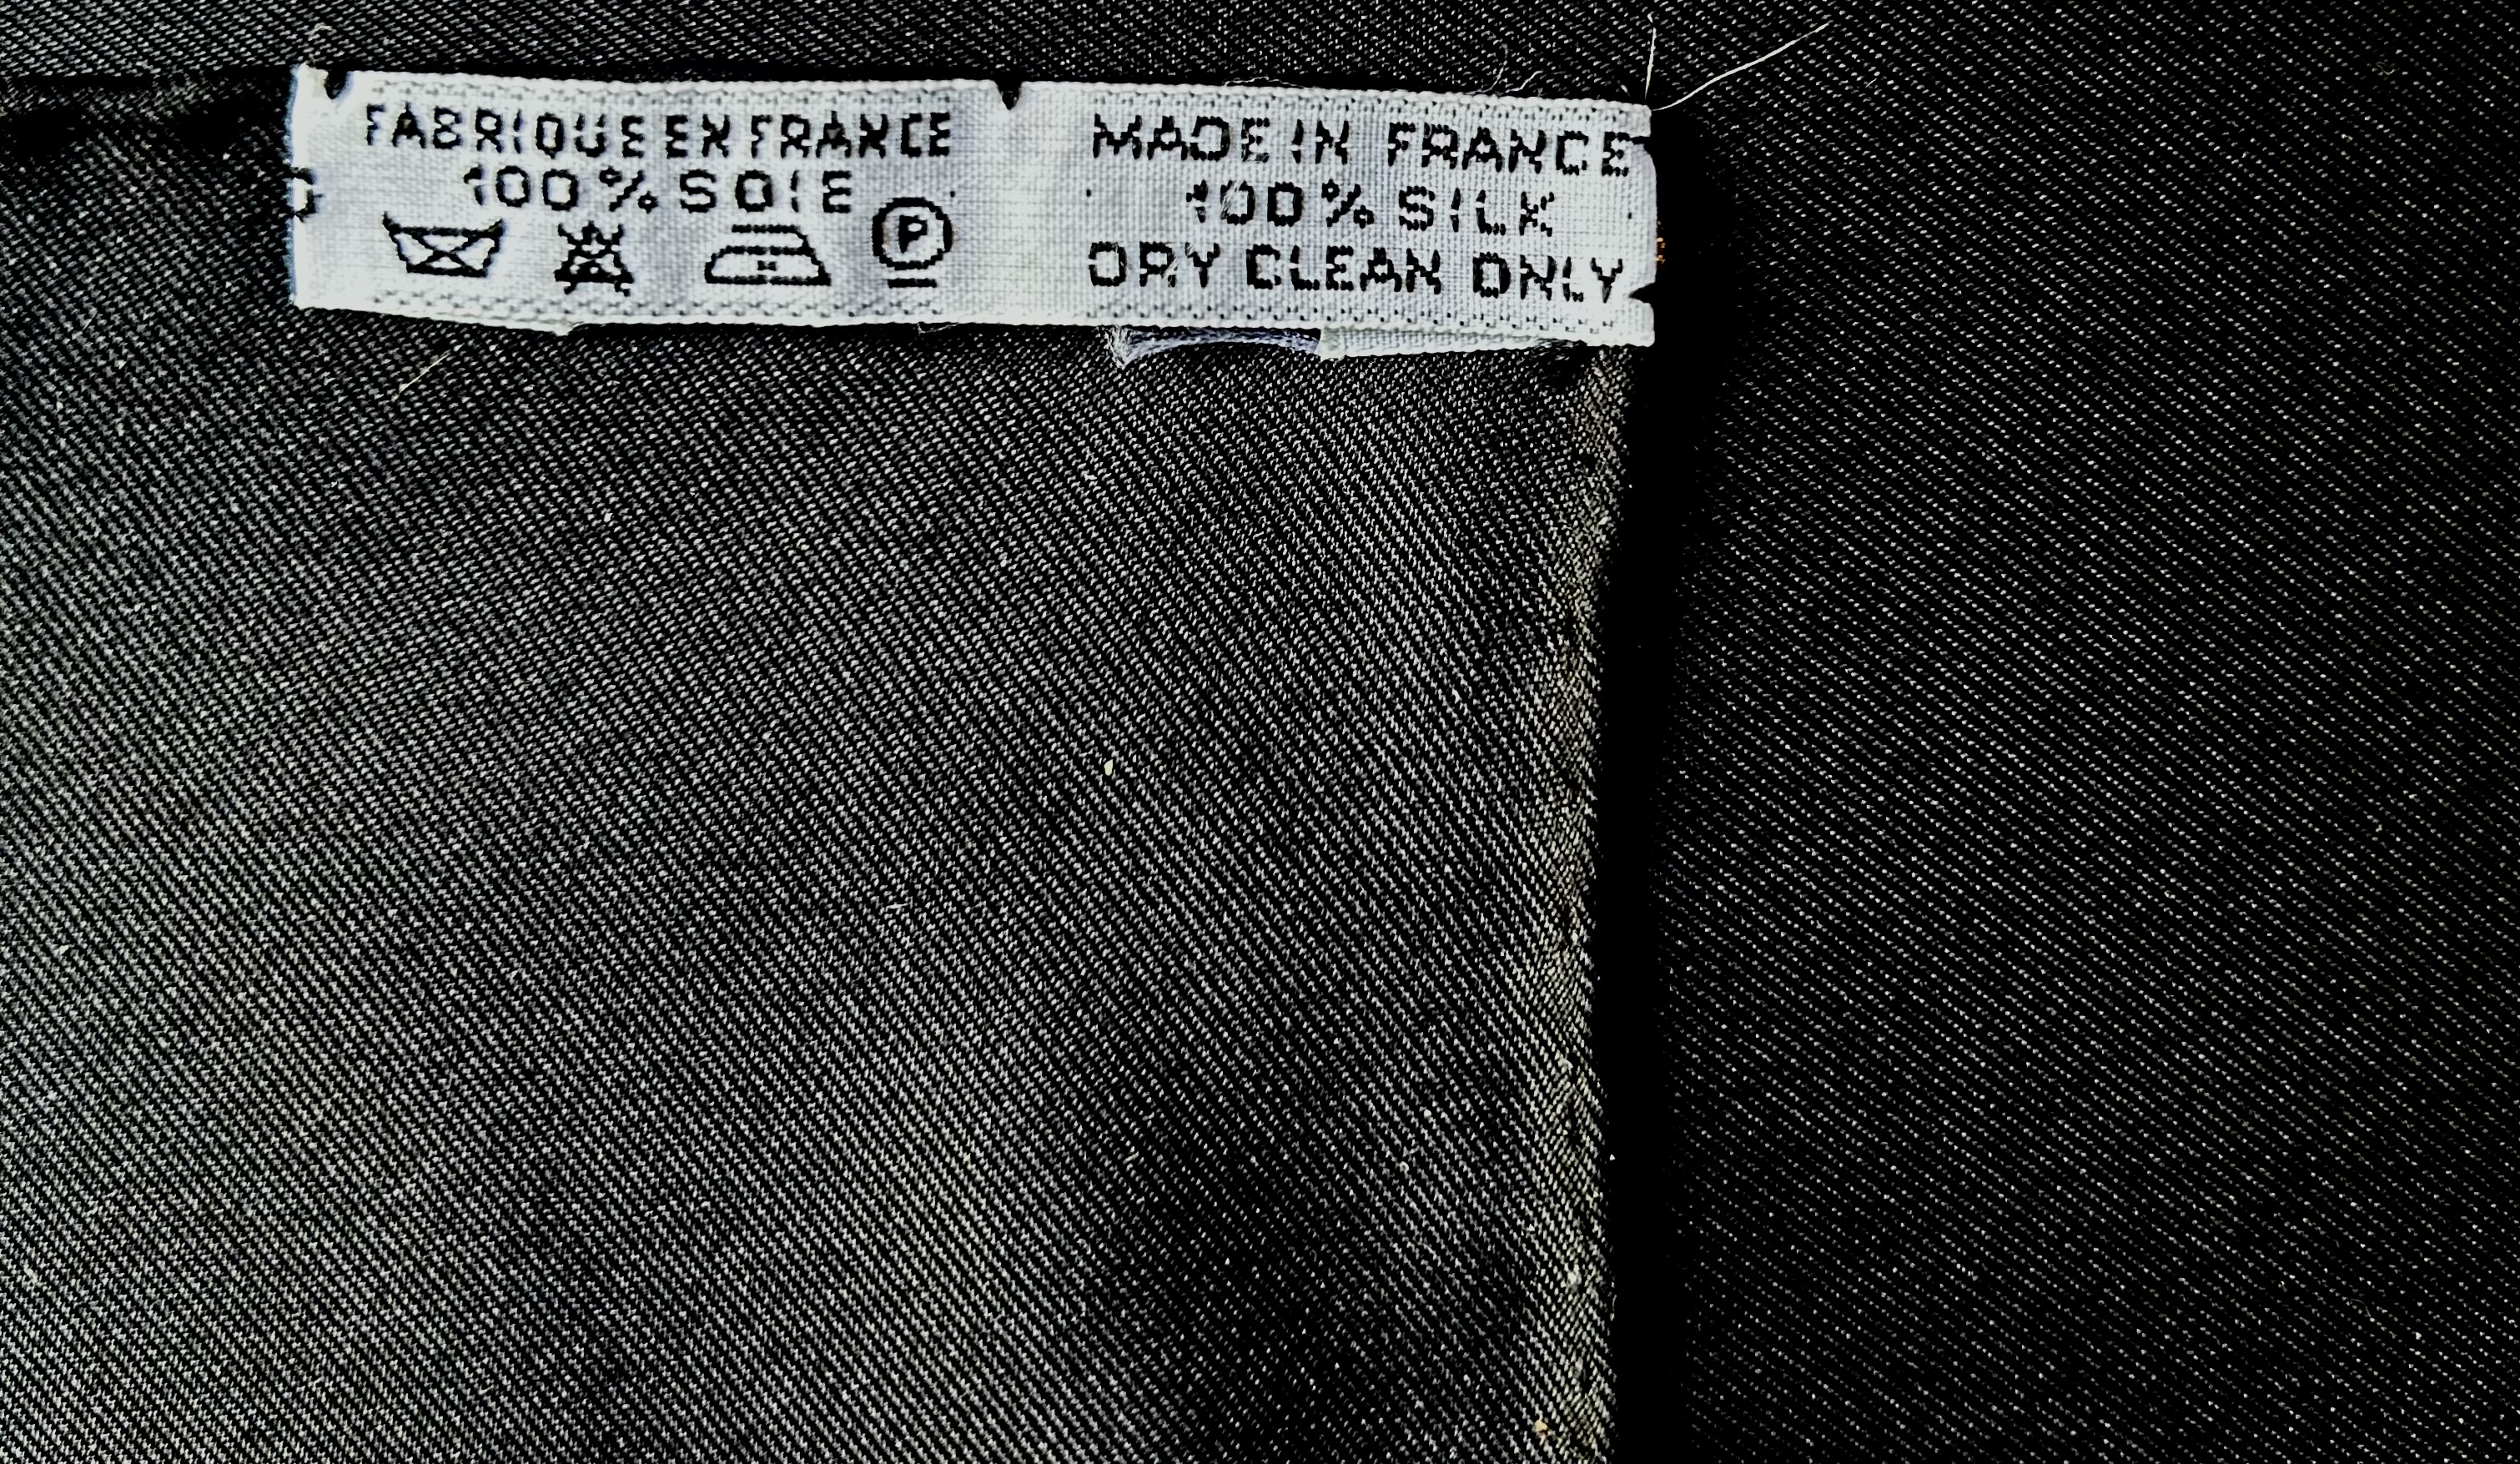 FABRIQUE EN FRANCE
100% SOIE
P
MADE IN FRANCE
100% SILK
DRY CLEAN ONLY